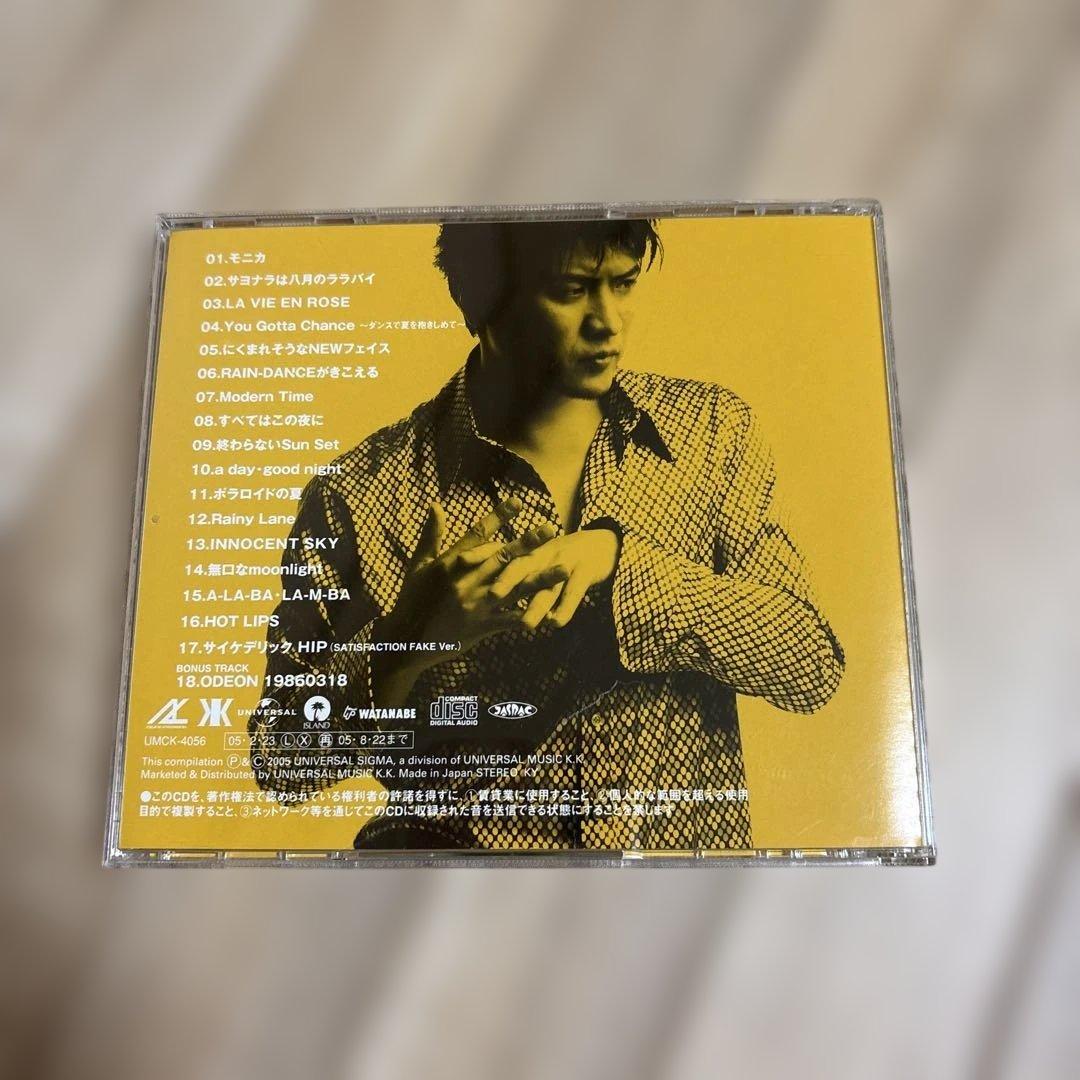 01.モニカ
02.サヨナラは八月のララバイ
03.LA VIE EN ROSE
04.You Gotta Chance ～ダンスで夏を抱きしめて～
05.にくまれそうなNEWフェイス
06.RAIN-DANCEがきこえる
07.Modern Time
08.すべてはこの夜に
09.終わらないSun Set
10.a day・good night
11.ポラロイドの夏
12.Rainy Lane
13.INNOCENT SKY
14.無口なmoonlight
15.A-LA-BA・LA-M-BA
16.HOT LIPS
17.サイケデリック HIP (SATISFACTION FAKE Ver.)
BONUS TRACK
18.ODEON 19860318
UNIVERSAL ISLAND WATANABE COMPACT disc DIGITAL AUDIO JASRAC
UMCK-4056 05・2・23 Ⓛ Ⓧ 再 05・8・22まで
This compilation Ⓟ&Ⓒ 2005 UNIVERSAL SIGMA, a division of UNIVERSAL MUSIC K.K.
Marketed & Distributed by UNIVERSAL MUSIC K.K. Made in Japan STEREO KY
●このCDを、著作権法で認められている権利者の許諾を得ずに、①賃貸業に使用すること、②個人的な範囲を超える使用
目的で複製すること、③ネットワーク等を通じてこのCDに収録された音を送信できる状態にすることを禁じます